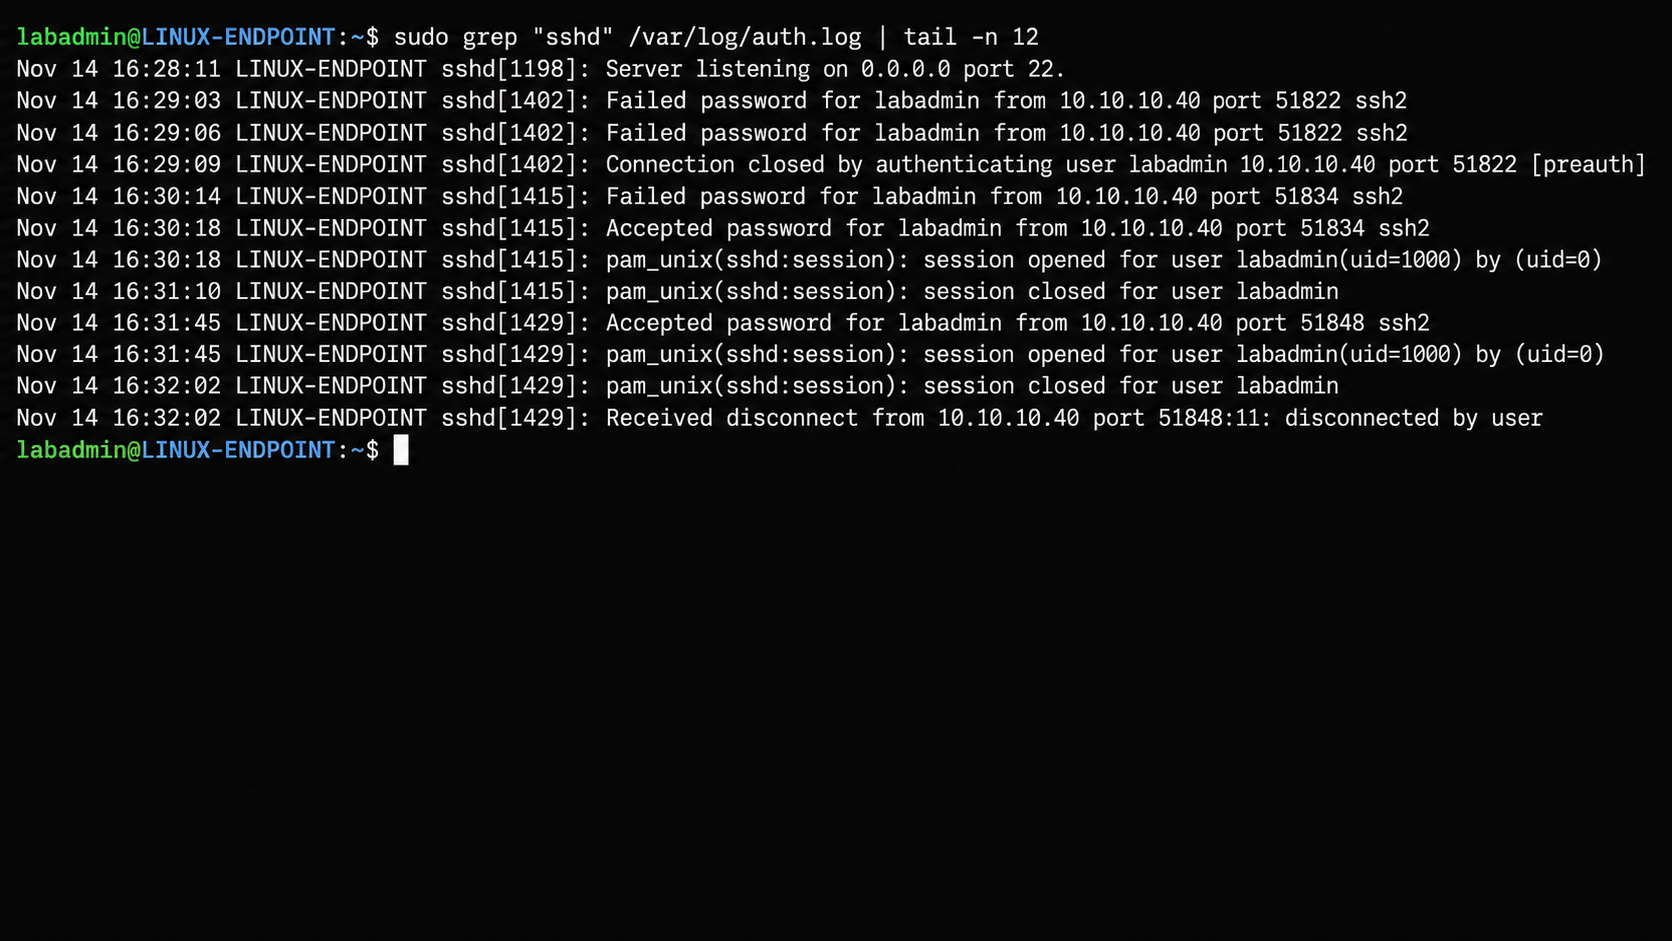 labadmin@LINUX-ENDPOINT:~$ sudo grep "sshd" /var/log/auth.log | tail -n 12
Nov 14 16:28:11 LINUX-ENDPOINT sshd[1198]: Server listening on 0.0.0.0 port 22.
Nov 14 16:29:03 LINUX-ENDPOINT sshd[1402]: Failed password for labadmin from 10.10.10.40 port 51822 ssh2
Nov 14 16:29:06 LINUX-ENDPOINT sshd[1402]: Failed password for labadmin from 10.10.10.40 port 51822 ssh2
Nov 14 16:29:09 LINUX-ENDPOINT sshd[1402]: Connection closed by authenticating user labadmin 10.10.10.40 port 51822 [preauth]
Nov 14 16:30:14 LINUX-ENDPOINT sshd[1415]: Failed password for labadmin from 10.10.10.40 port 51834 ssh2
Nov 14 16:30:18 LINUX-ENDPOINT sshd[1415]: Accepted password for labadmin from 10.10.10.40 port 51834 ssh2
Nov 14 16:30:18 LINUX-ENDPOINT sshd[1415]: pam_unix(sshd:session): session opened for user labadmin(uid=1000) by (uid=0)
Nov 14 16:31:10 LINUX-ENDPOINT sshd[1415]: pam_unix(sshd:session): session closed for user labadmin
Nov 14 16:31:45 LINUX-ENDPOINT sshd[1429]: Accepted password for labadmin from 10.10.10.40 port 51848 ssh2
Nov 14 16:31:45 LINUX-ENDPOINT sshd[1429]: pam_unix(sshd:session): session opened for user labadmin(uid=1000) by (uid=0)
Nov 14 16:32:02 LINUX-ENDPOINT sshd[1429]: pam_unix(sshd:session): session closed for user labadmin
Nov 14 16:32:02 LINUX-ENDPOINT sshd[1429]: Received disconnect from 10.10.10.40 port 51848:11: disconnected by user
labadmin@LINUX-ENDPOINT:~$